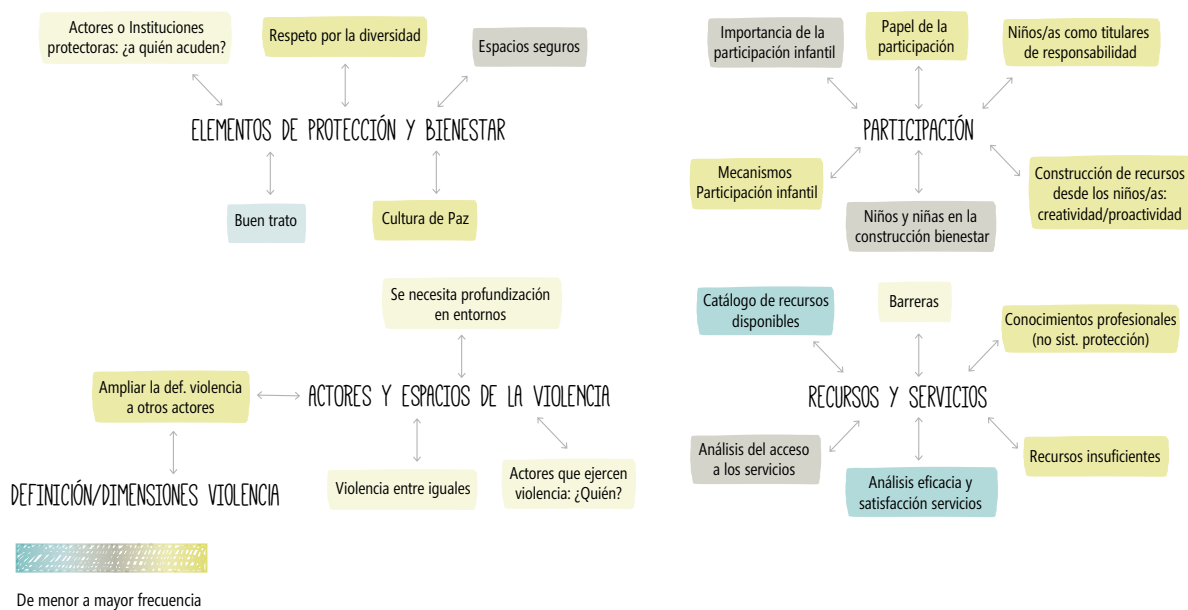 Actores o Instituciones
protectoras: ¿a quién acuden?
Respeto por la diversidad
Espacios seguros
ELEMENTOS DE PROTECCIÓN Y BIENESTAR
Buen trato
Cultura de Paz
Importancia de la
participación infantil
Papel de la
participación
Niños/as como titulares
de responsabilidad
PARTICIPACIÓN
Mecanismos
Participación infantil
Niños y niñas en la
construcción bienestar
Construcción de recursos
desde los niños/as:
creatividad/proactividad
Se necesita profundización
en entornos
Ampliar la def. violencia
a otros actores
ACTORES Y ESPACIOS DE LA VIOLENCIA
Violencia entre iguales
Actores que ejercen
violencia: ¿Quién?
DEFINICIÓN/DIMENSIONES VIOLENCIA
Catálogo de recursos
disponibles
Barreras
Conocimientos profesionales
(no sist. protección)
RECURSOS Y SERVICIOS
Análisis del acceso
a los servicios
Análisis eficacia y
satisfacción servicios
Recursos insuficientes
De menor a mayor frecuencia